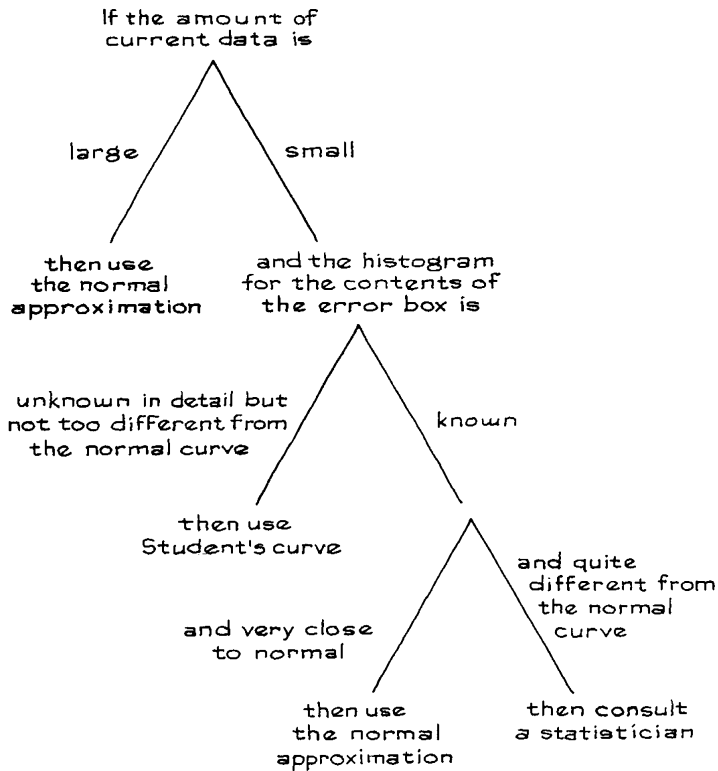 If the amount of
current data is
large
small
then use
the normal
approximation
and the histogram
for the contents of
the error box is
unknown in detail but
not too different from
the normal curve
known
then use
Student's curve
and quite
different from
the normal
curve
and very close
to normal
then use
the normal
approximation
then consult
a statistician